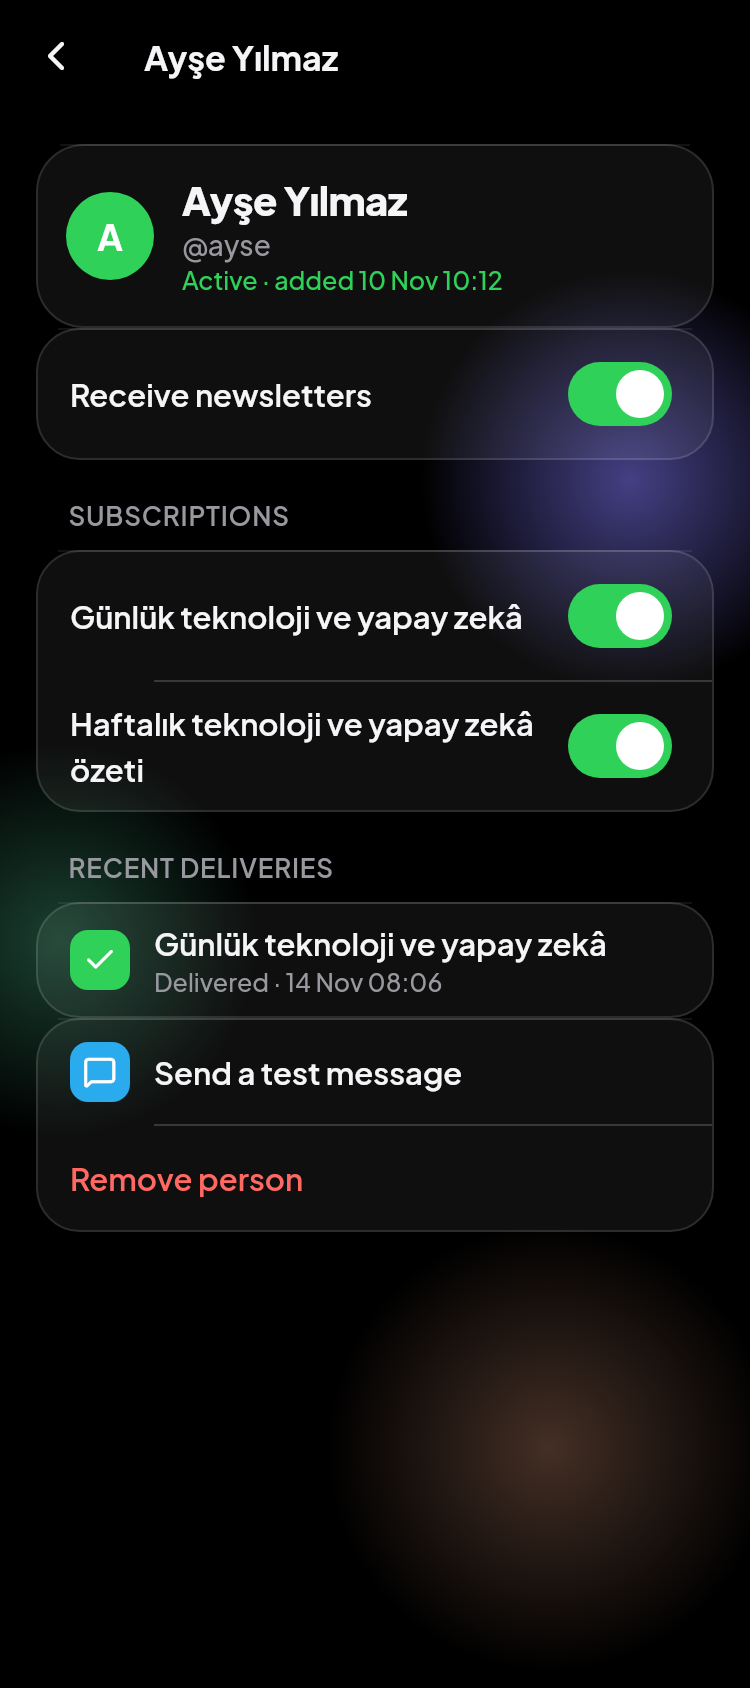 Ayşe Yılmaz
A
Ayşe Yılmaz
@ayse
Active · added 10 Nov 10:12
Receive newsletters
SUBSCRIPTIONS
Günlük teknoloji ve yapay zekâ
Haftalık teknoloji ve yapay zekâ
özeti
RECENT DELIVERIES
Günlük teknoloji ve yapay zekâ
Delivered · 14 Nov 08:06
Send a test message
Remove person